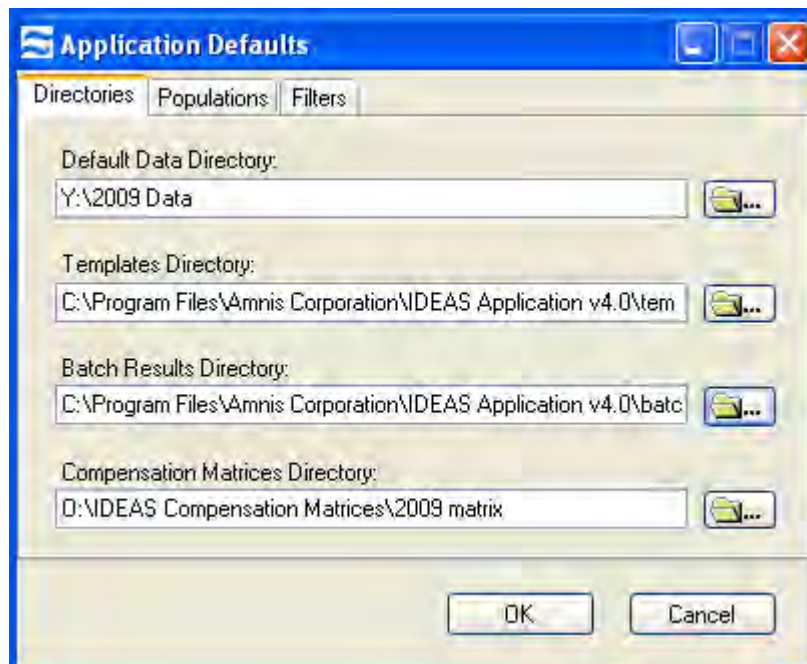 Application Defaults
Directories Populations Filters
Default Data Directory:
Y:\2009 Data
...
Templates Directory:
C:\Program Files\Amnis Corporation\IDEAS Application v4.0\tem
...
Batch Results Directory:
C:\Program Files\Amnis Corporation\IDEAS Application v4.0\batc
...
Compensation Matrices Directory:
D:\IDEAS Compensation Matrices\2009 matrix
...
OK Cancel